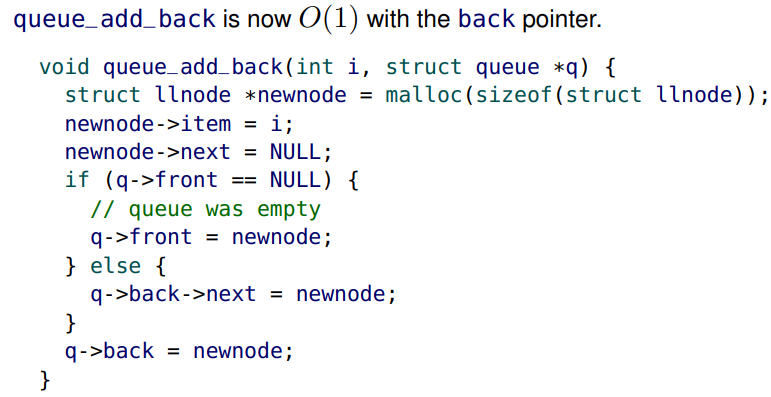 queue_add_back is now O(1) with the back pointer.
void queue_add_back(int i, struct queue *q) {
  struct llnode *newnode = malloc(sizeof(struct llnode));
  newnode->item = i;
  newnode->next = NULL;
  if (q->front == NULL) {
    // queue was empty
    q->front = newnode;
  } else {
    q->back->next = newnode;
  }
  q->back = newnode;
}